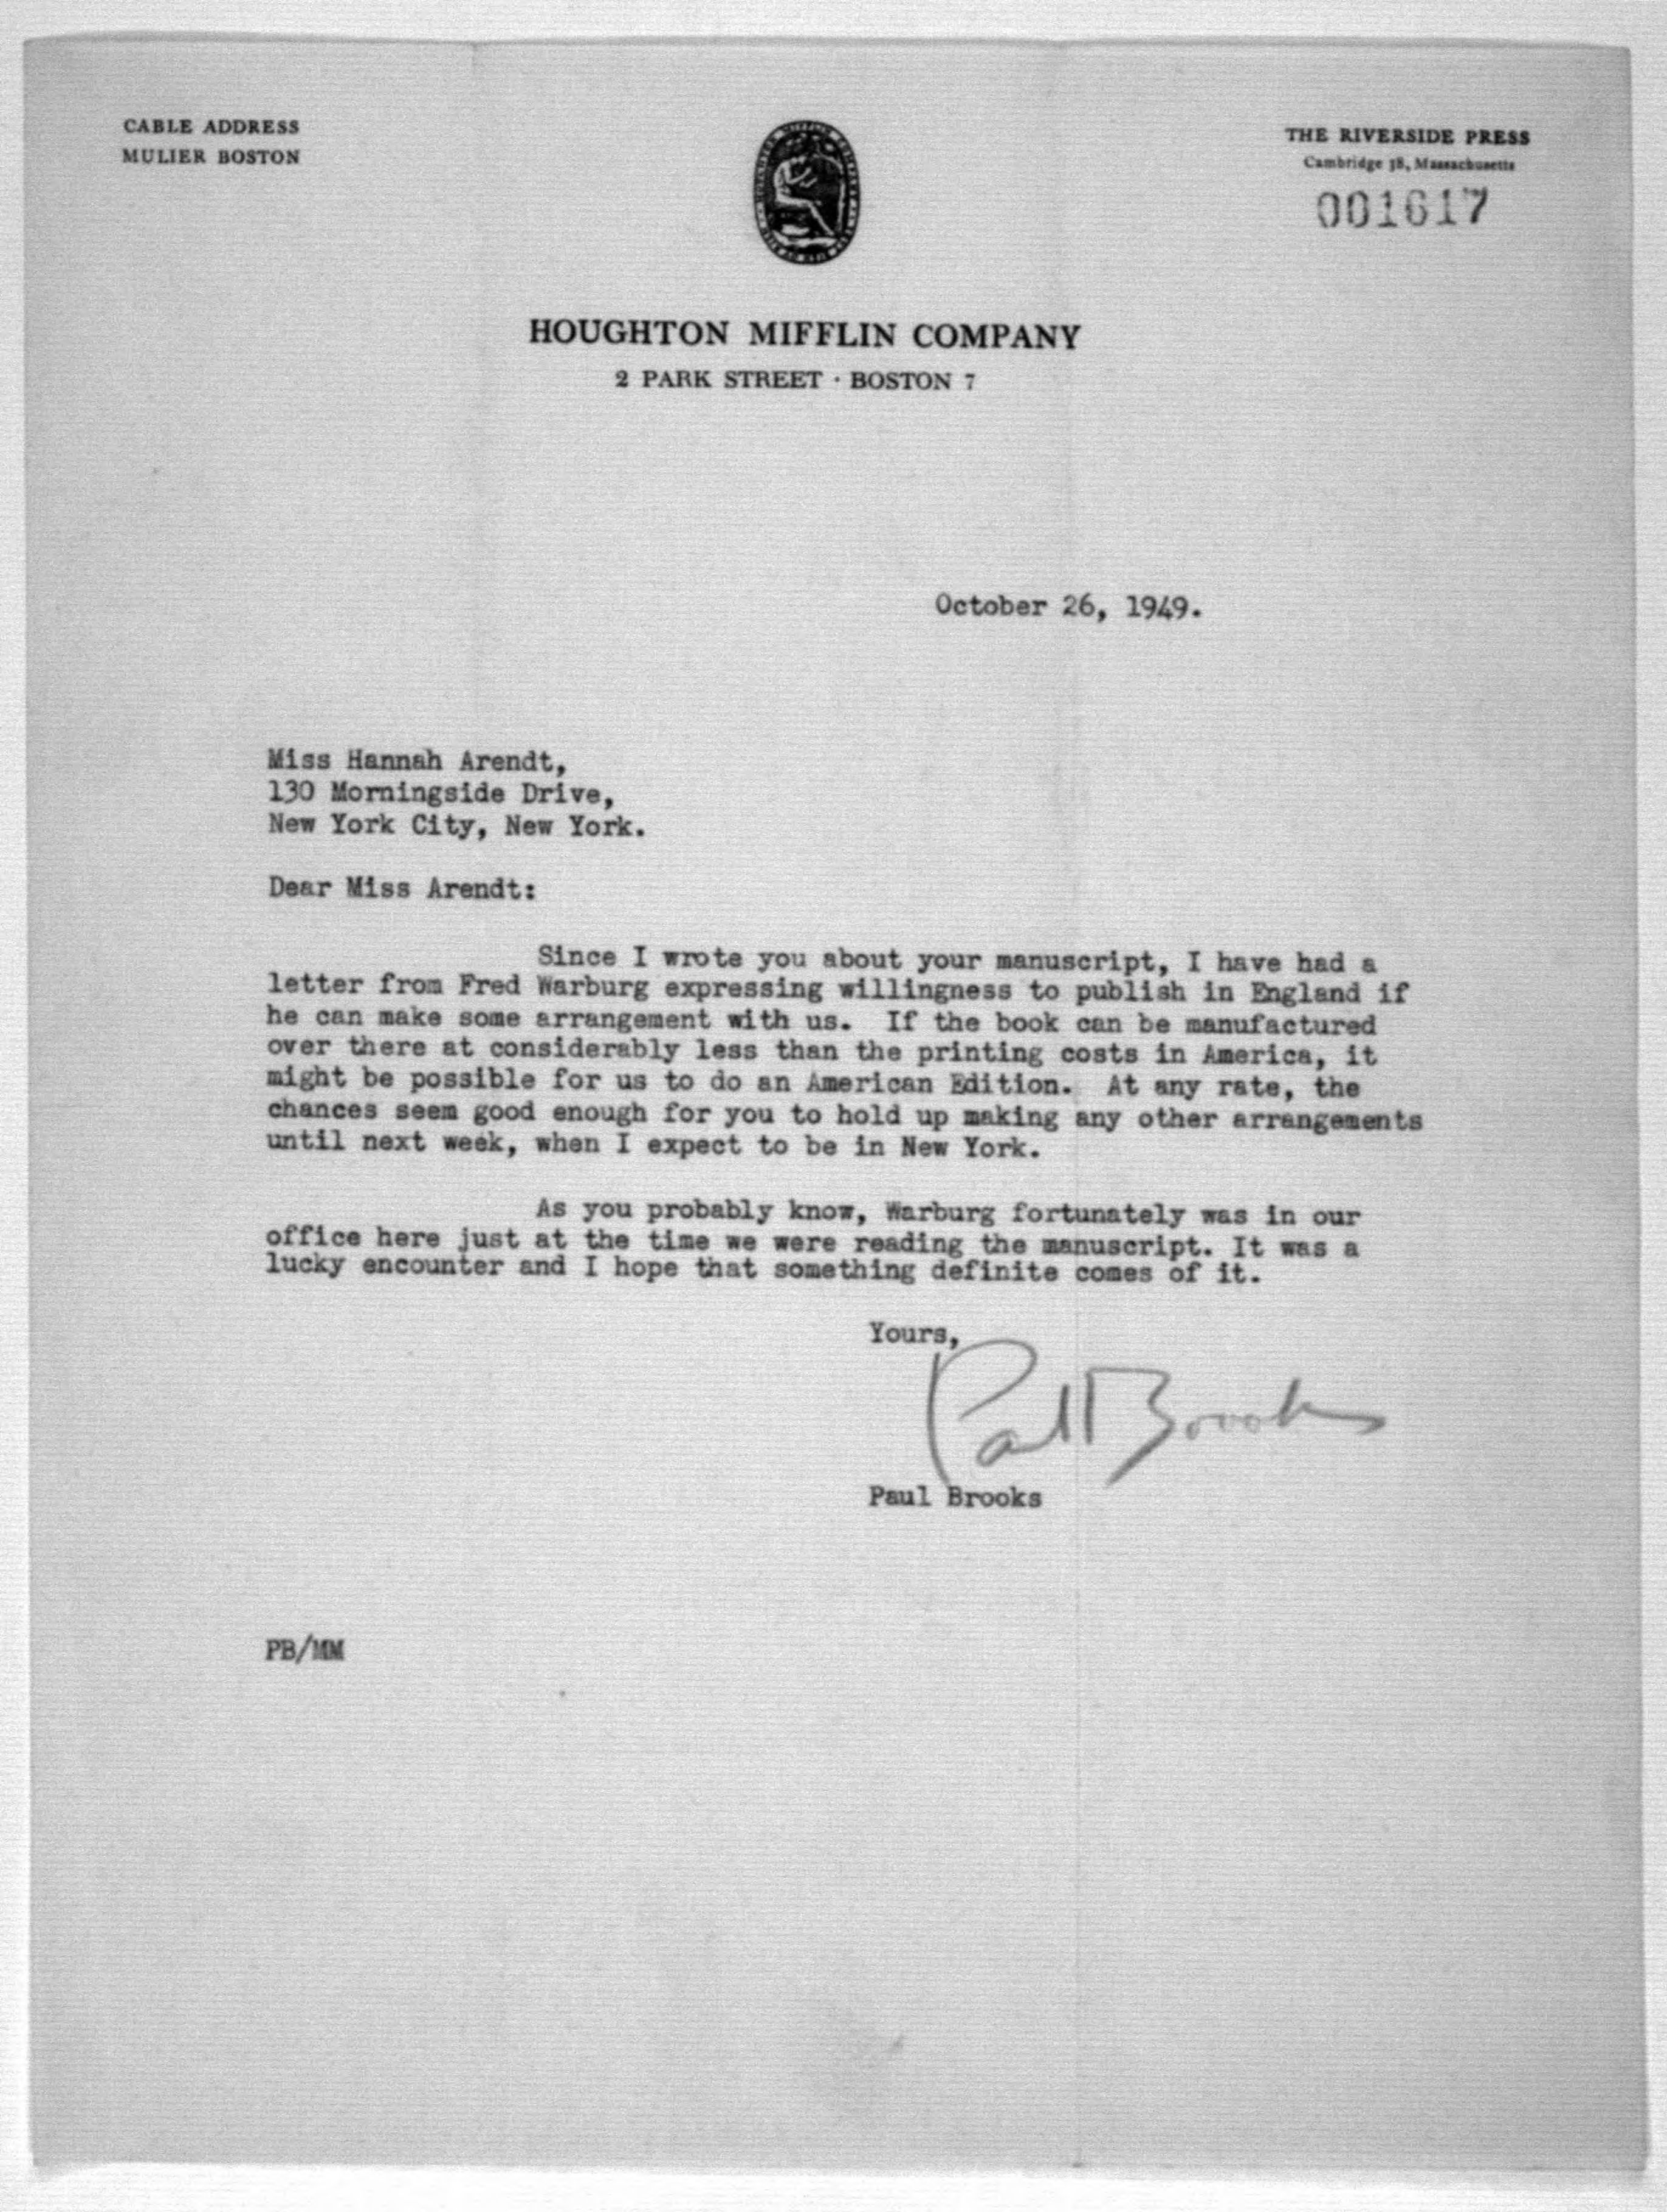 CABLE ADDRESS
MULIER BOSTON
THE RIVERSIDE PRESS
Cambridge 38, Massachusetts
001617
HOUGHTON MIFFLIN COMPANY
2 PARK STREET · BOSTON 7
October 26, 1949.
Miss Hannah Arendt,
130 Morningside Drive,
New York City, New York.
Dear Miss Arendt:
Since I wrote you about your manuscript, I have had a
letter from Fred Warburg expressing willingness to publish in England if
he can make some arrangement with us. If the book can be manufactured
over there at considerably less than the printing costs in America, it
might be possible for us to do an American Edition. At any rate, the
chances seem good enough for you to hold up making any other arrangements
until next week, when I expect to be in New York.
As you probably know, Warburg fortunately was in our
office here just at the time we were reading the manuscript. It was a
lucky encounter and I hope that something definite comes of it.
Yours,
Paul Brooks
Paul Brooks
PB/MM